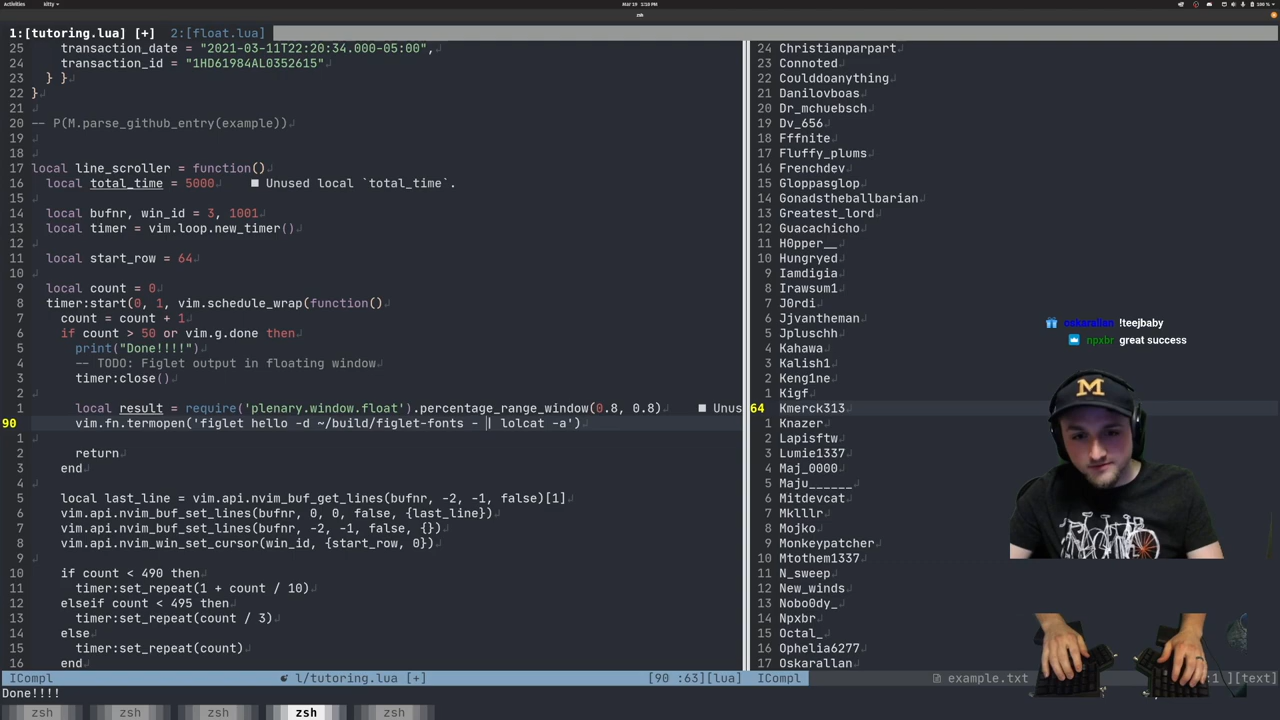 Activities
kitty
Mar 19 1:16 PM
100 %
zsh
1:[tutoring.lua] [+] 2:[float.lua]
25 transaction_date = "2021-03-11T22:20:34.000-05:00",
24 transaction_id = "1HD61984AL0352615"
23 } }
22 }
21
20 -- P(M.parse_github_entry(example))
19
18
17 local line_scroller = function()
16 local total_time = 5000 ■ Unused local `total_time`.
15
14 local bufnr, win_id = 3, 1001
13 local timer = vim.loop.new_timer()
12
11 local start_row = 64
10
9 local count = 0
8 timer:start(0, 1, vim.schedule_wrap(function()
7 count = count + 1
6 if count > 50 or vim.g.done then
5 print("Done!!!!")
4 -- TODO: Figlet output in floating window
3 timer:close()
2
1 local result = require('plenary.window.float').percentage_range_window(0.8, 0.8) ■ Unus
90 vim.fn.termopen('figlet hello -d ~/build/figlet-fonts - | lolcat -a')
1
2 return
3 end
4
5 local last_line = vim.api.nvim_buf_get_lines(bufnr, -2, -1, false)[1]
6 vim.api.nvim_buf_set_lines(bufnr, 0, 0, false, {last_line})
7 vim.api.nvim_buf_set_lines(bufnr, -2, -1, false, {})
8 vim.api.nvim_win_set_cursor(win_id, {start_row, 0})
9
10 if count < 490 then
11 timer:set_repeat(1 + count / 10)
12 elseif count < 495 then
13 timer:set_repeat(count / 3)
14 else
15 timer:set_repeat(count)
16 end
ICompl l/tutoring.lua [+] [90 :63][lua]
24 Christianparpart
23 Connoted
22 Coulddoanything
21 Danilovboas
20 Dr_mchuebsch
19 Dv_656
18 Fffnite
17 Fluffy_plums
16 Frenchdev
15 Gloppasglop
14 Gonadstheballbarian
13 Greatest_lord
12 Guacachicho
11 H0pper__
10 Hungryed
9 Iamdigia
8 Irawsum1
7 J0rdi
6 Jjvantheman
5 Jpluschh
4 Kahawa
3 Kalish1
2 Keng1ne
1 Kigf
64 Kmerck313
1 Knazer
2 Lapisftw
3 Lumie1337
4 Maj_0000
5 Maju______
6 Mitdevcat
7 Mklllr
8 Mojko
9 Monkeypatcher
10 Mtothem1337
11 N_sweep
12 New_winds
13 Nobo0dy_
14 Npxbr
15 Octal_
16 Ophelia6277
17 Oskarallan
ICompl example.txt :1 ][text]
oskarallan !teejbaby
npxbr great success
M
Done!!!!
zsh zsh zsh zsh zsh